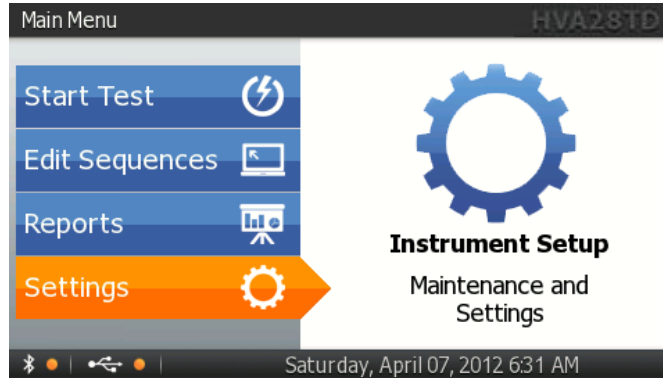 Main Menu
HVA28TD
Start Test
Edit Sequences
Reports
Settings
Instrument Setup
Maintenance and
Settings
Saturday, April 07, 2012 6:31 AM